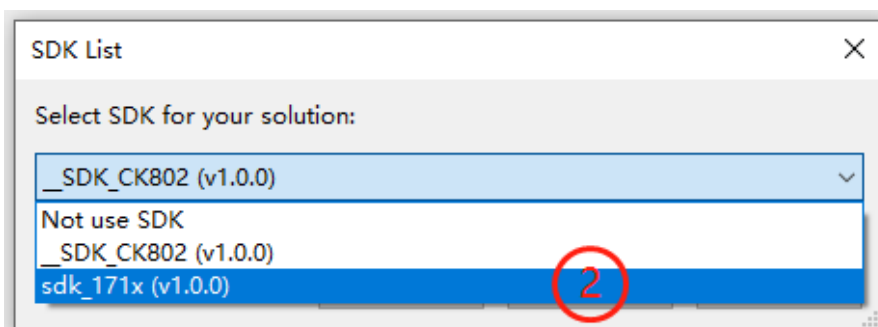 SDK List
Select SDK for your solution:
__SDK_CK802 (v1.0.0)
Not use SDK
__SDK_CK802 (v1.0.0)
sdk_171x (v1.0.0)
2